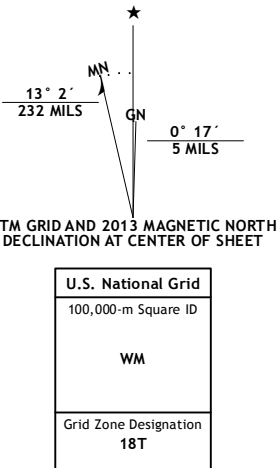 MN
13° 2´
232 MILS
GN
0° 17´
5 MILS
TM GRID AND 2013 MAGNETIC NORTH
DECLINATION AT CENTER OF SHEET
U.S. National Grid
100,000-m Square ID
WM
Grid Zone Designation
18T